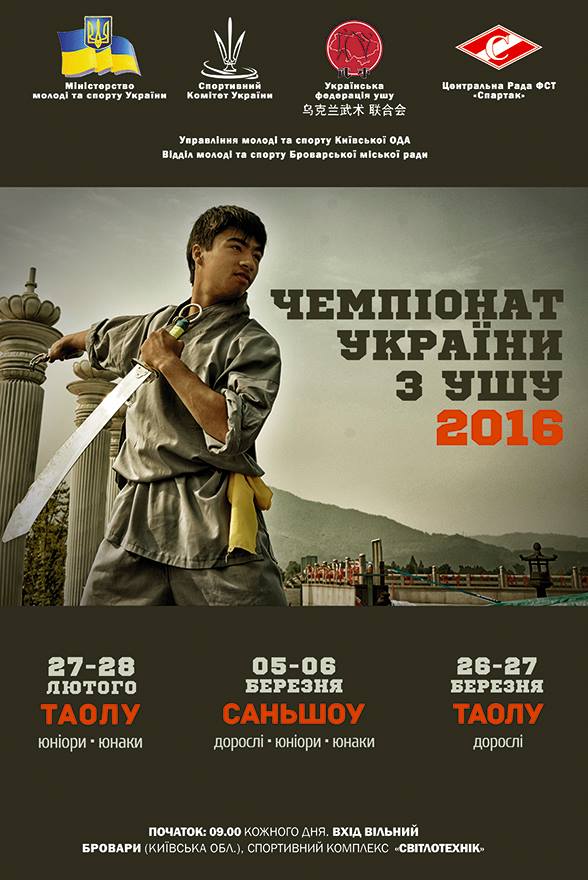 Міністерство
молоді та спорту України
Спортивний
Комітет України
Українська
федерація ушу
乌克兰武术 联合会
Центральна Рада ФСТ
«Спартак»
Управління молоді та спорту Київської ОДА
Відділ молоді та спорту Броварської міської ради
ЧЕМПІОНАТ
УКРАЇНИ
З УШУ
2016
27-28
ЛЮТОГО
ТАОЛУ
юніори • юнаки
05-06
БЕРЕЗНЯ
САНЬШОУ
дорослі • юніори • юнаки
26-27
БЕРЕЗНЯ
ТАОЛУ
дорослі
ПОЧАТОК: 09.00 КОЖНОГО ДНЯ. ВХІД ВІЛЬНИЙ
БРОВАРИ (КИЇВСЬКА ОБЛ.), СПОРТИВНИЙ КОМПЛЕКС «СВІТЛОТЕХНІК»